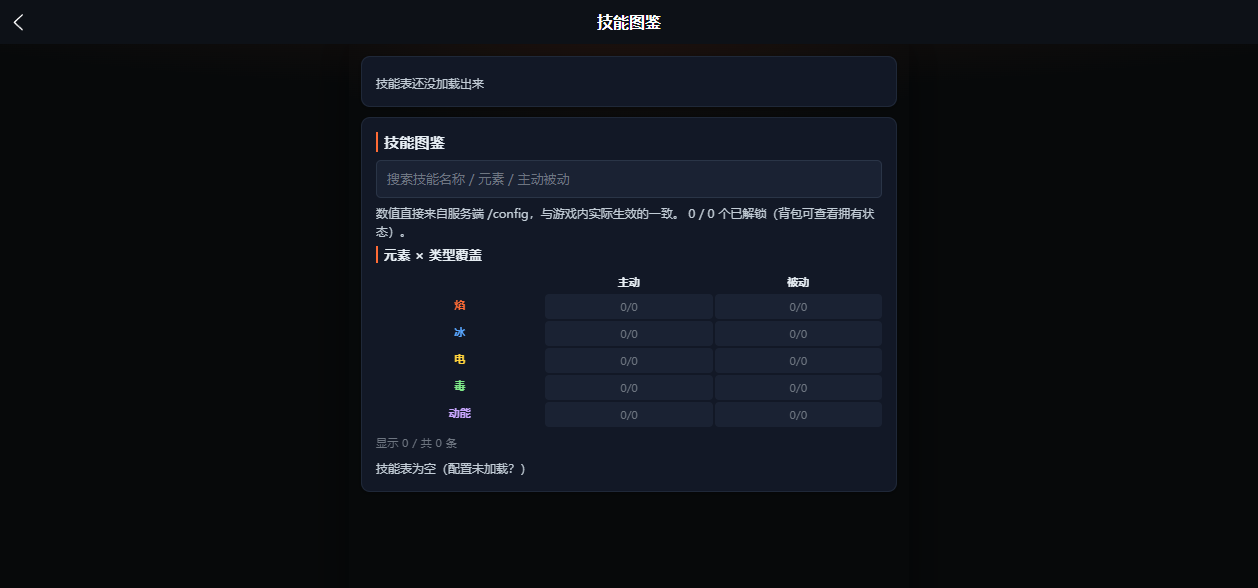 技能图鉴
技能表还没加载出来
技能图鉴
搜索技能名称 / 元素 / 主动被动
数值直接来自服务端 /config，与游戏内实际生效的一致。 0 / 0 个已解锁（背包可查看拥有状
态）。
元素 × 类型覆盖
主动 被动
焰 0/0 0/0
冰 0/0 0/0
电 0/0 0/0
毒 0/0 0/0
动能 0/0 0/0
显示 0 / 共 0 条
技能表为空（配置未加载？）